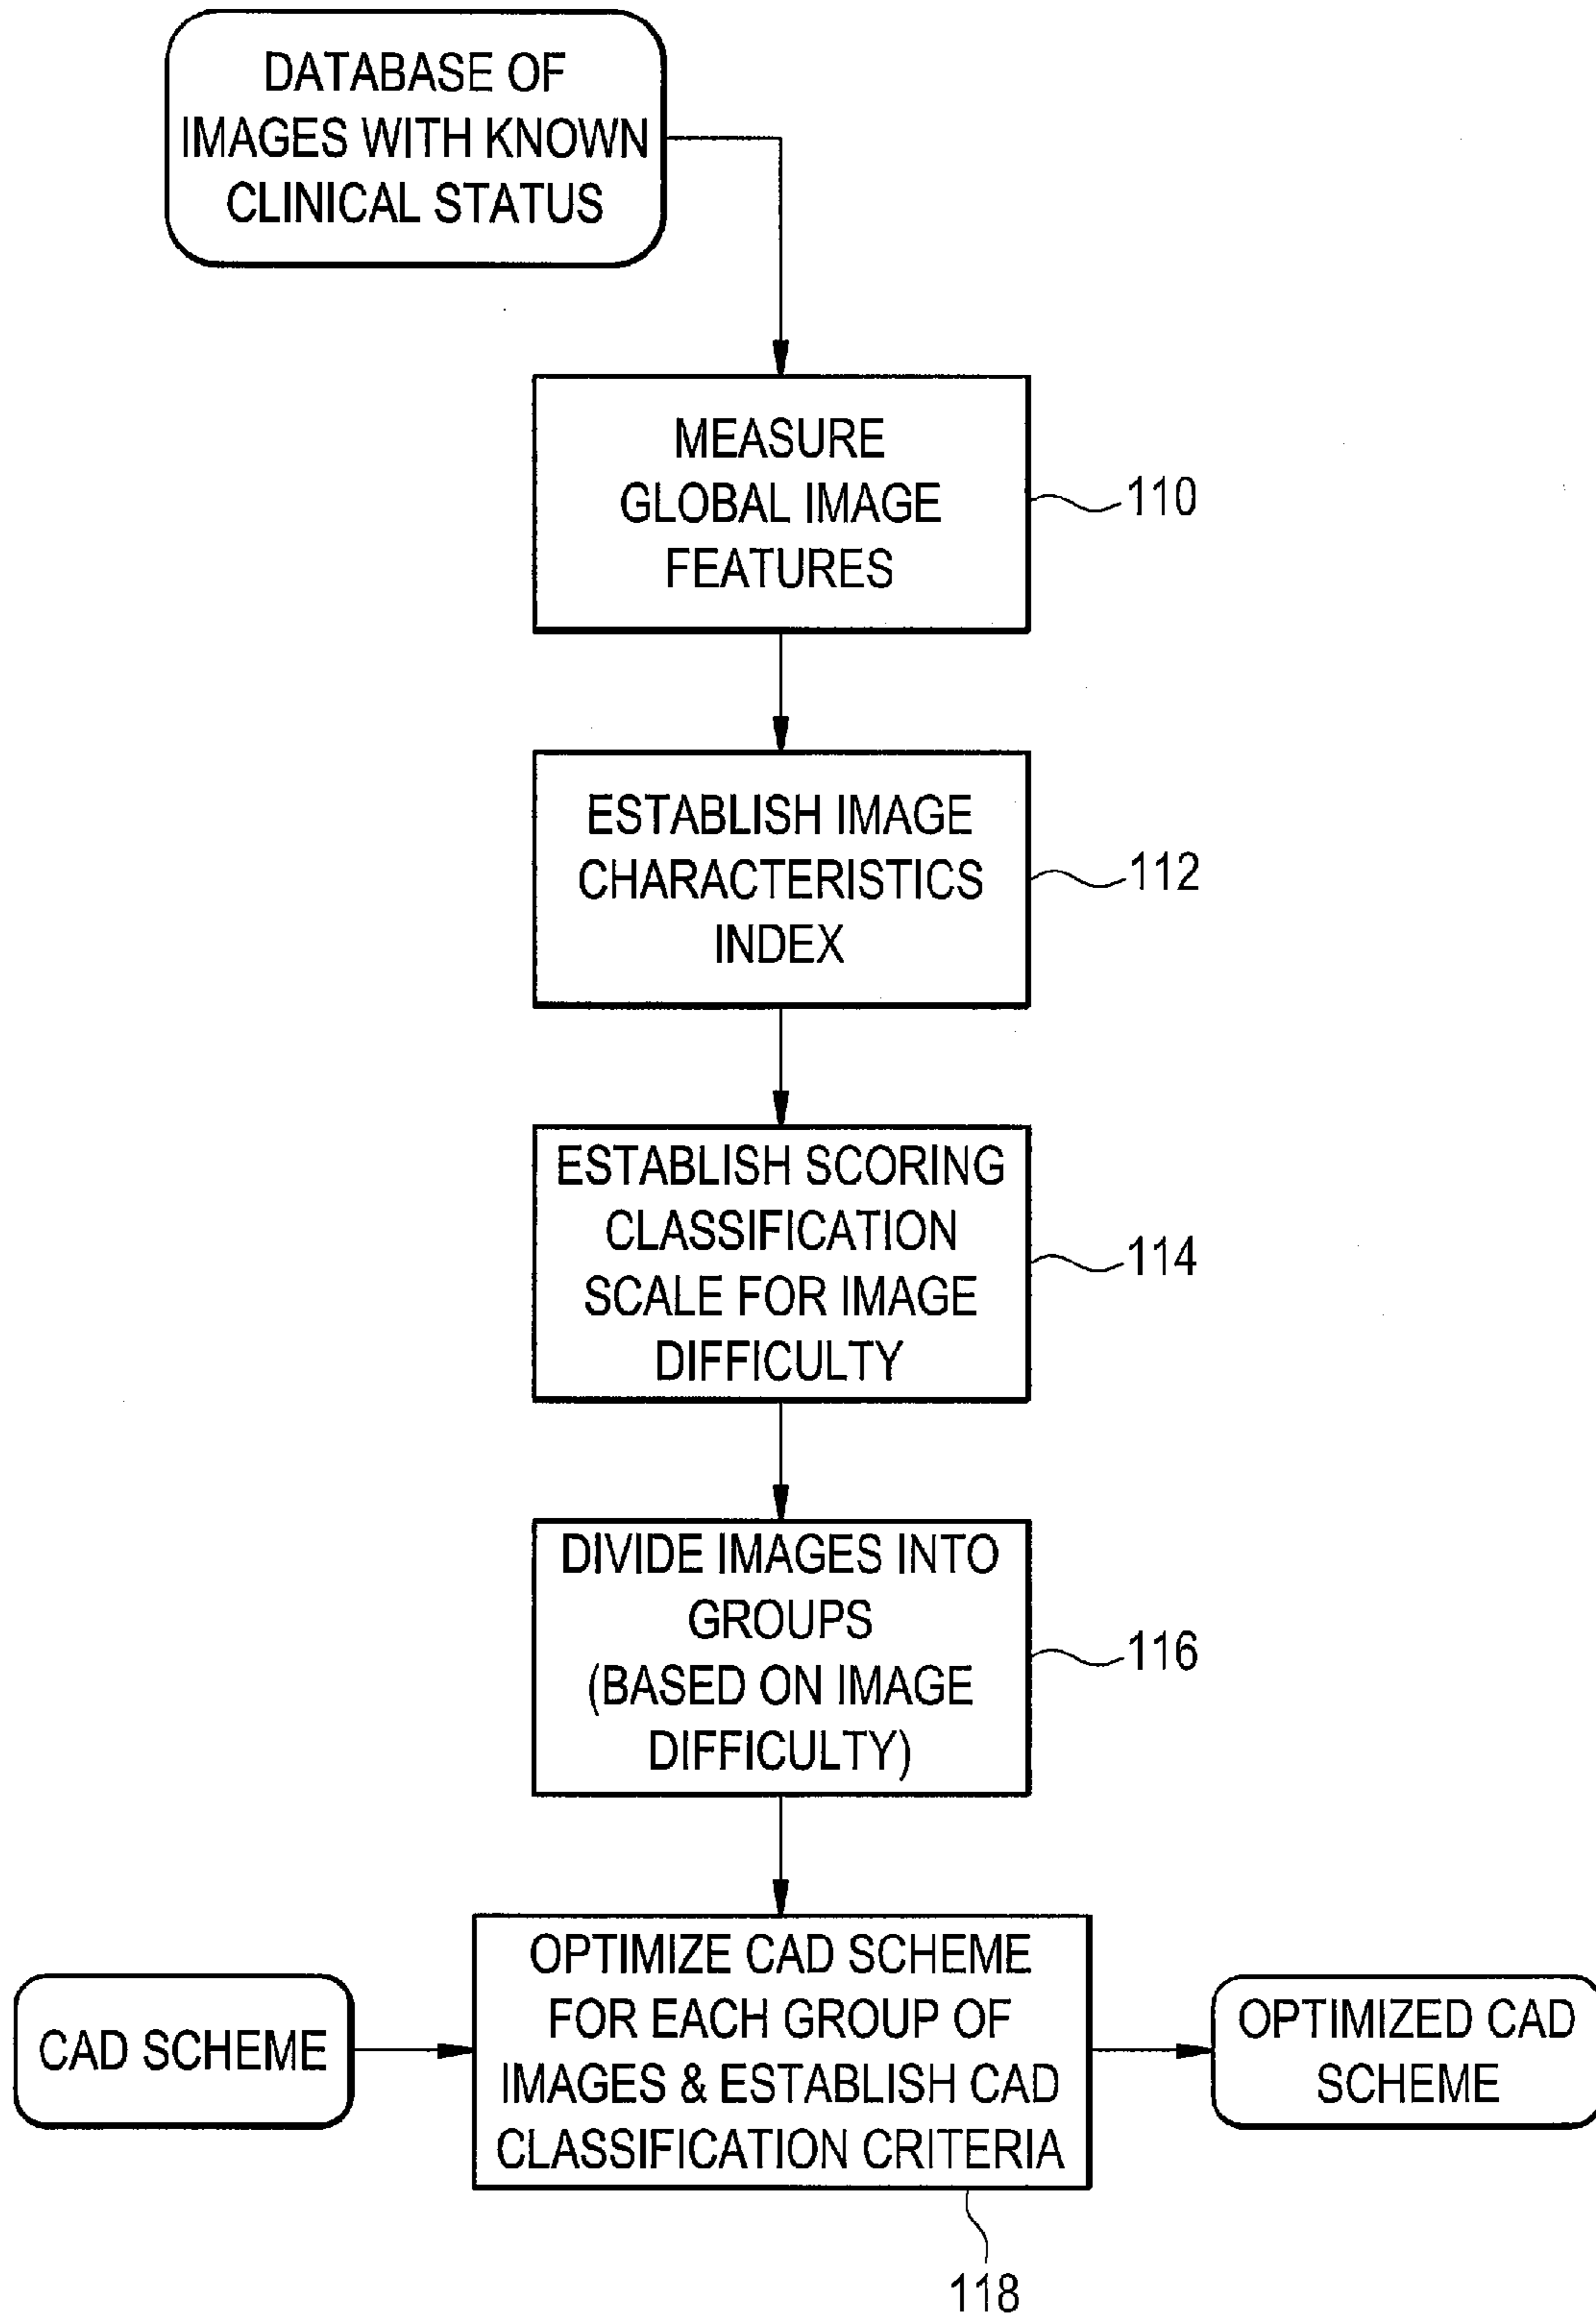 DATABASE OF
IMAGES WITH KNOWN
CLINICAL STATUS
MEASURE
GLOBAL IMAGE
FEATURES
110
ESTABLISH IMAGE
CHARACTERISTICS
INDEX
112
ESTABLISH SCORING
CLASSIFICATION
SCALE FOR IMAGE
DIFFICULTY
114
DIVIDE IMAGES INTO
GROUPS
(BASED ON IMAGE
DIFFICULTY)
116
CAD SCHEME
OPTIMIZE CAD SCHEME
FOR EACH GROUP OF
IMAGES & ESTABLISH CAD
CLASSIFICATION CRITERIA
118
OPTIMIZED CAD
SCHEME